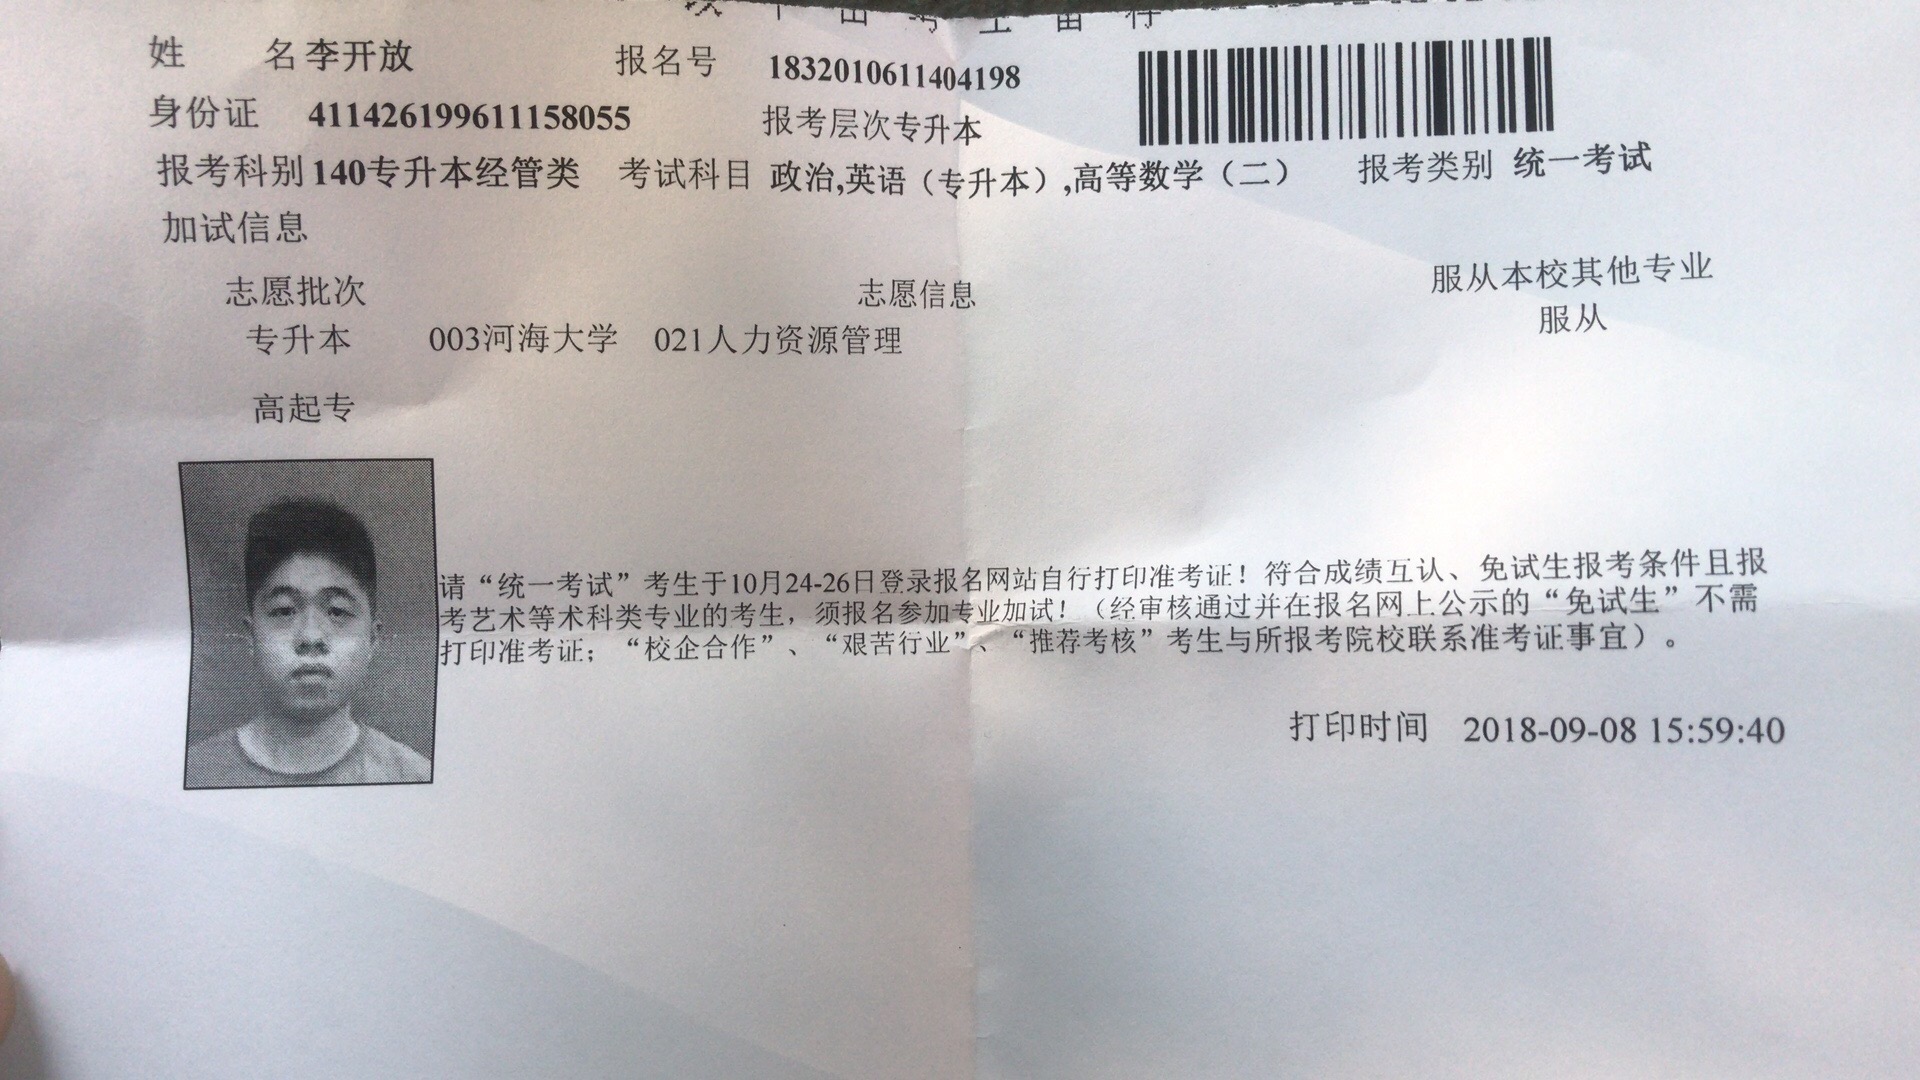 姓 名 李开放 报名号 1832010611404198
身份证 411426199611158055 报考层次专升本
报考科别 140专升本经管类 考试科目 政治,英语（专升本）,高等数学（二） 报考类别 统一考试
加试信息
志愿批次 志愿信息 服从本校其他专业
专升本 003河海大学 021人力资源管理 服从
高起专
请“统一考试”考生于10月24-26日登录报名网站自行打印准考证！符合成绩互认、免试生报考条件且报
考艺术等术科类专业的考生，须报名参加专业加试！（经审核通过并在报名网上公示的“免试生”不需
打印准考证；“校企合作”、“艰苦行业”、“推荐考核”考生与所报考院校联系准考证事宜）。
打印时间 2018-09-08 15:59:40